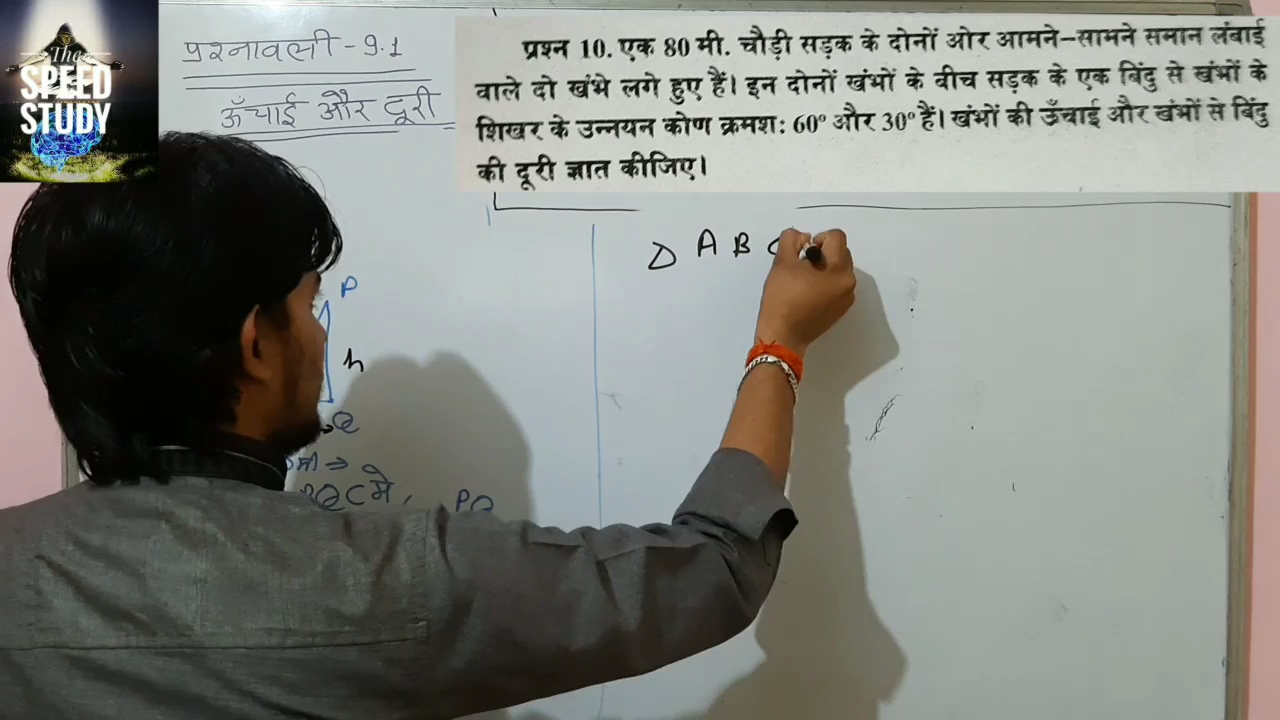 The
SPEED
STUDY
प्रश्नावली-9.1
ऊँचाई और दूरी
प्रश्न 10. एक 80 मी. चौड़ी सड़क के दोनों ओर आमने-सामने समान लंबाई
वाले दो खंभे लगे हुए हैं। इन दोनों खंभों के बीच सड़क के एक बिंदु से खंभों के
शिखर के उन्नयन कोण क्रमश: 60° और 30° हैं। खंभों की ऊँचाई और खंभों से बिंदु
की दूरी ज्ञात कीजिए।
P
h
Q
QC में, PQ
Δ A B C